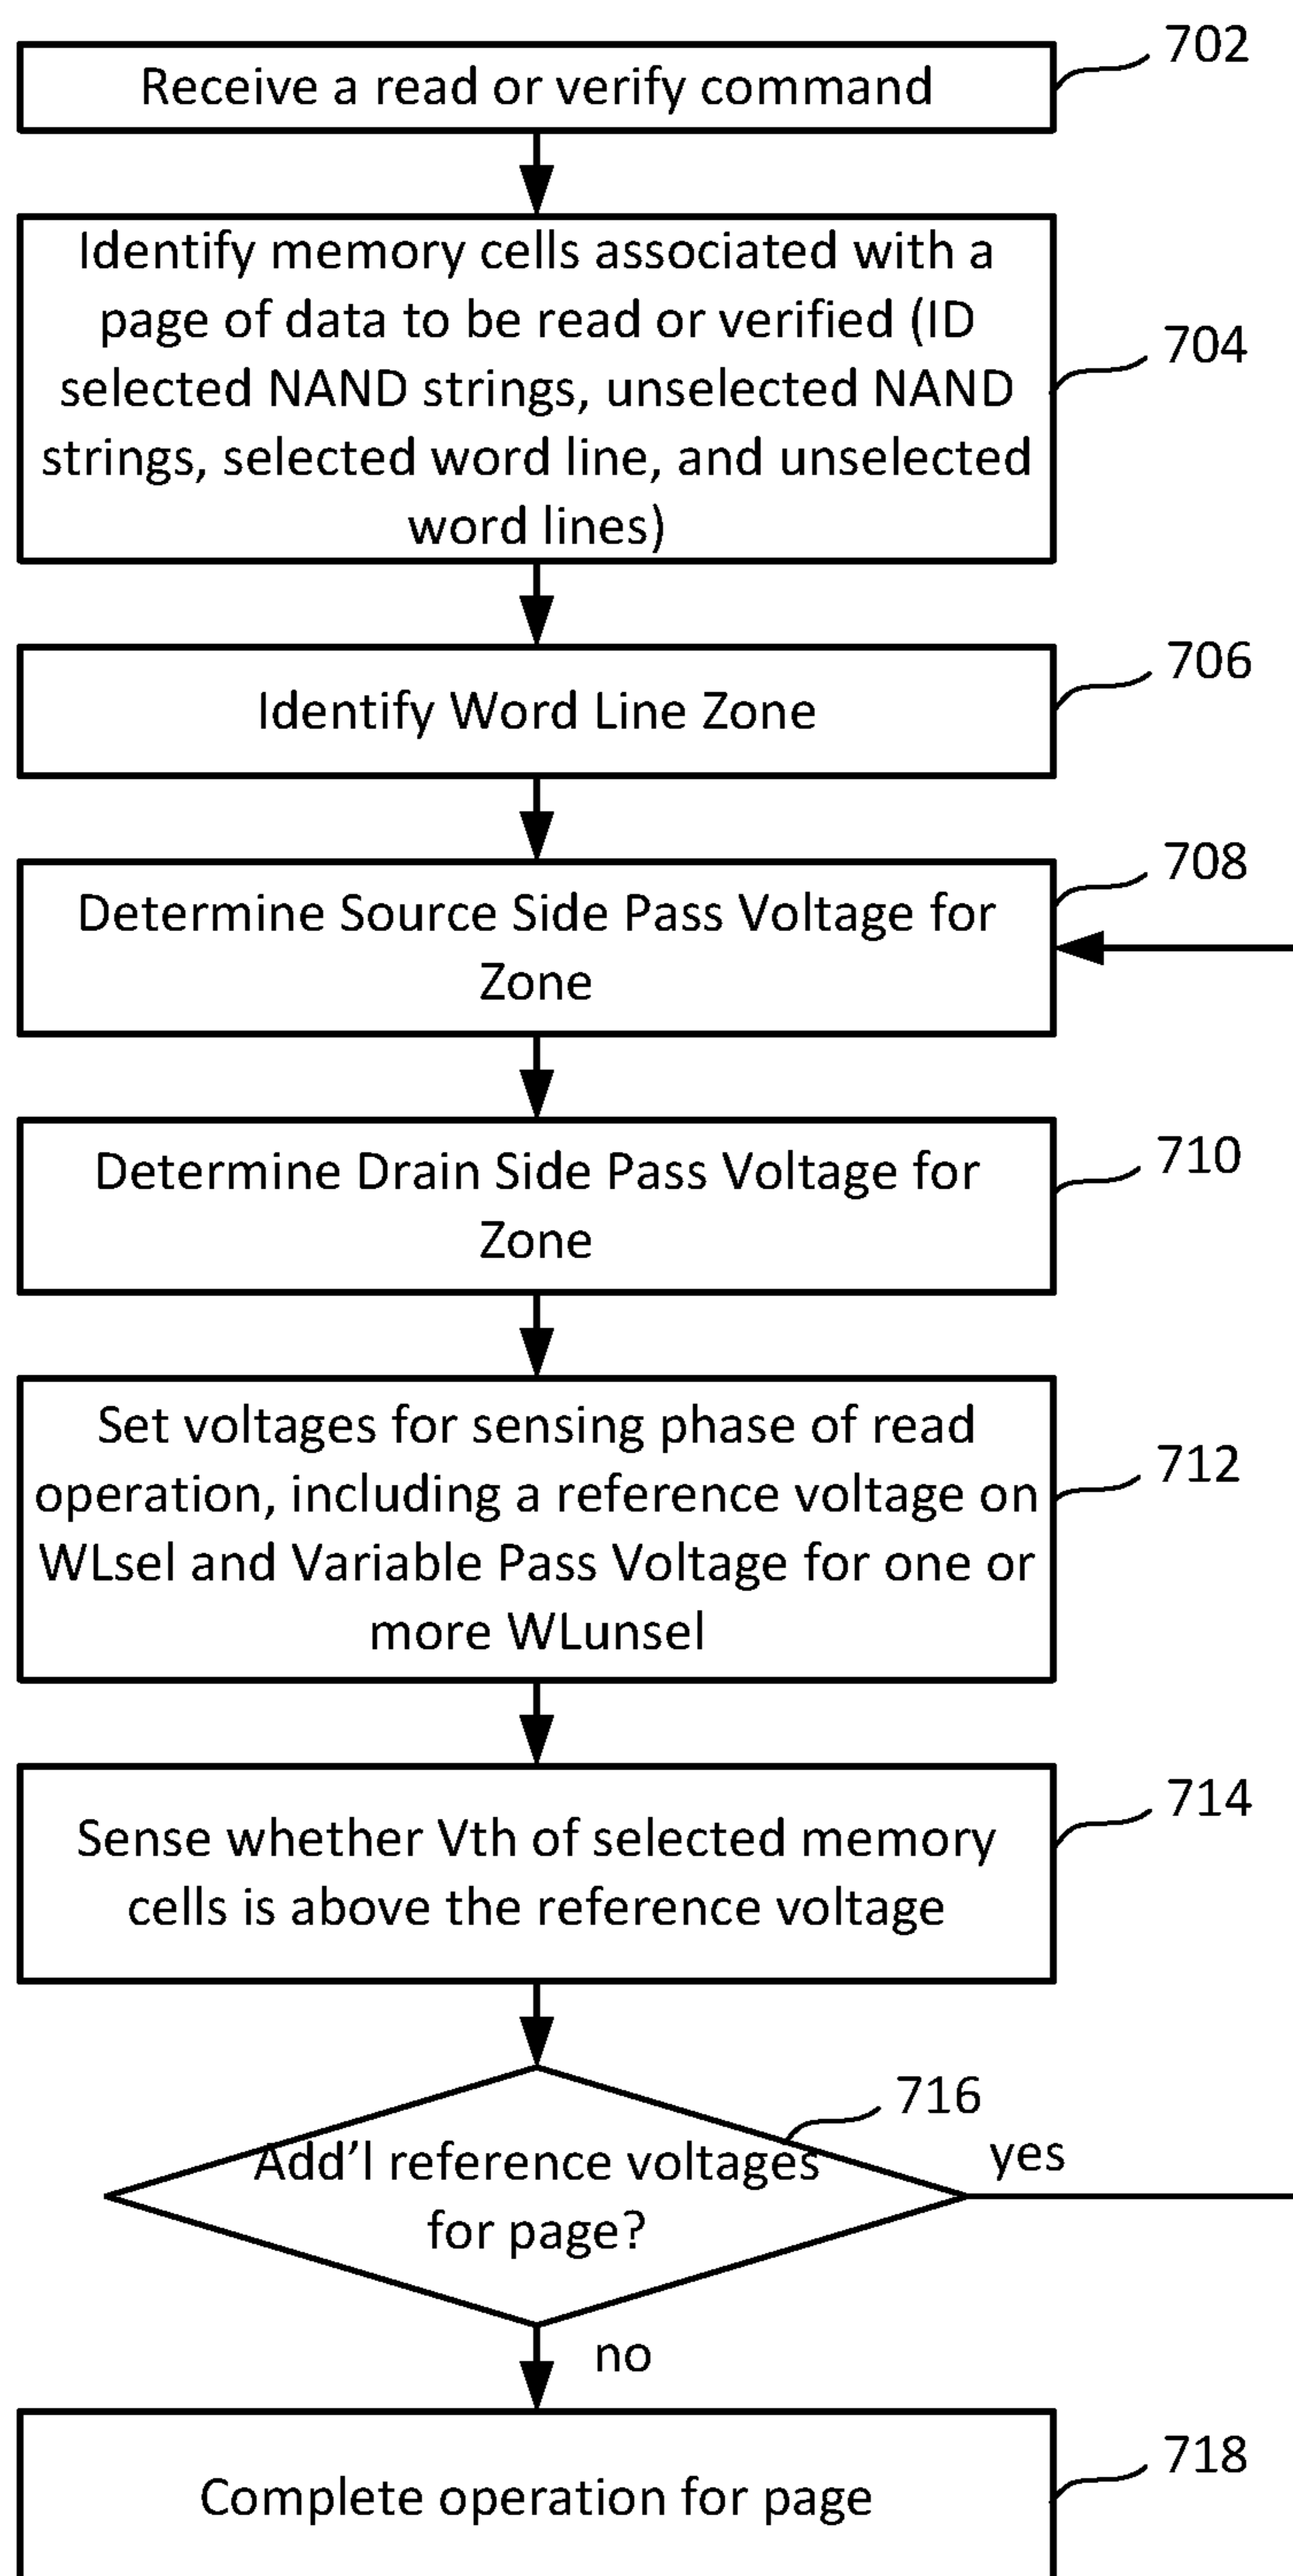 702
Receive a read or verify command
Identify memory cells associated with a
page of data to be read or verified (ID
selected NAND strings, unselected NAND
strings, selected word line, and unselected
word lines)
704
706
Identify Word Line Zone
708
Determine Source Side Pass Voltage for
Zone
710
Determine Drain Side Pass Voltage for
Zone
Set voltages for sensing phase of read
operation, including a reference voltage on
WLsel and Variable Pass Voltage for one or
more WLunsel
712
714
Sense whether Vth of selected memory
cells is above the reference voltage
716
Add'l reference voltages
for page?
yes
no
718
Complete operation for page